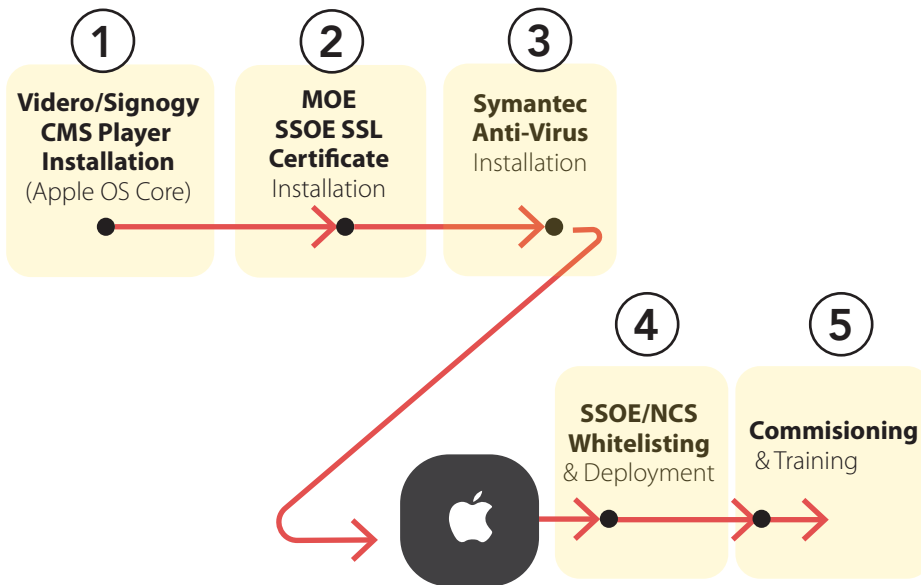 1
Videro/Signogy
CMS Player
Installation
(Apple OS Core)
2
MOE
SSOE SSL
Certificate
Installation
3
Symantec
Anti-Virus
Installation
4
SSOE/NCS
Whitelisting
& Deployment
5
Commisioning
& Training